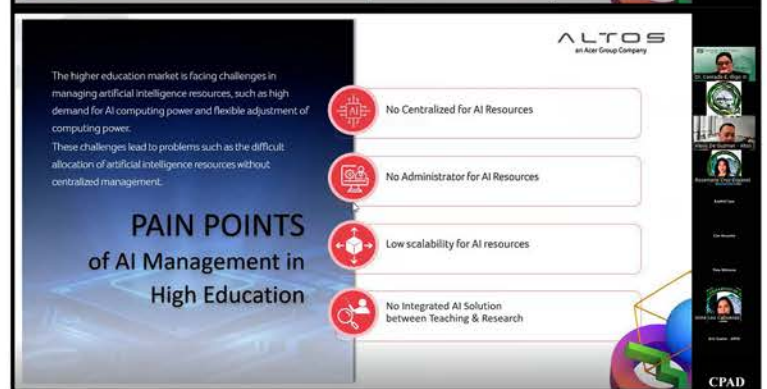 ALTOS
an Acer Group Company
The higher education market is facing challenges in
managing artificial intelligence resources, such as high
demand for AI computing power and flexible adjustment of
computing power.
These challenges lead to problems such as the difficult
allocation of artificial intelligence resources without
centralized management.
PAIN POINTS
of AI Management in
High Education
AI
No Centralized for AI Resources
No Administrator for AI Resources
Low scalability for AI resources
No Integrated AI Solution
between Teaching & Research
CPAD